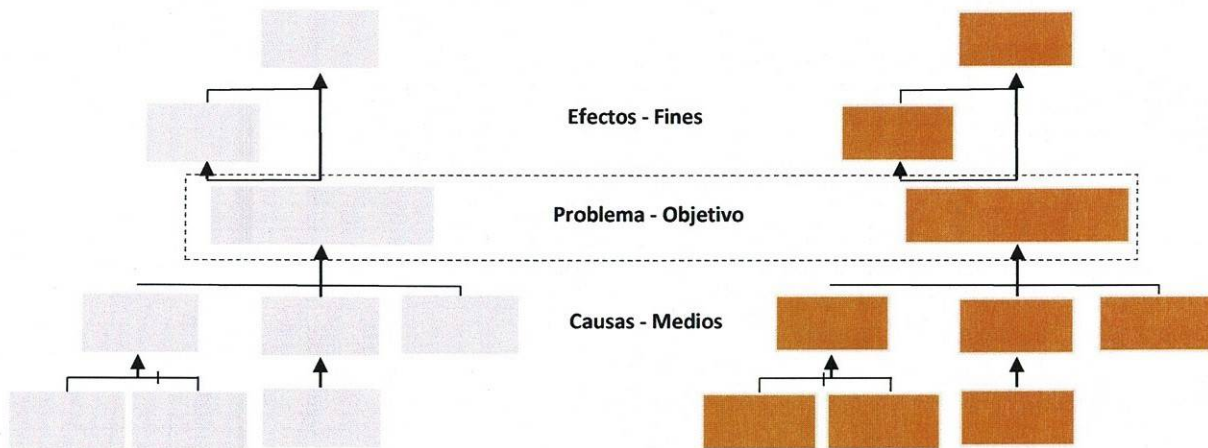 Efectos - Fines
Problema - Objetivo
Causas - Medios